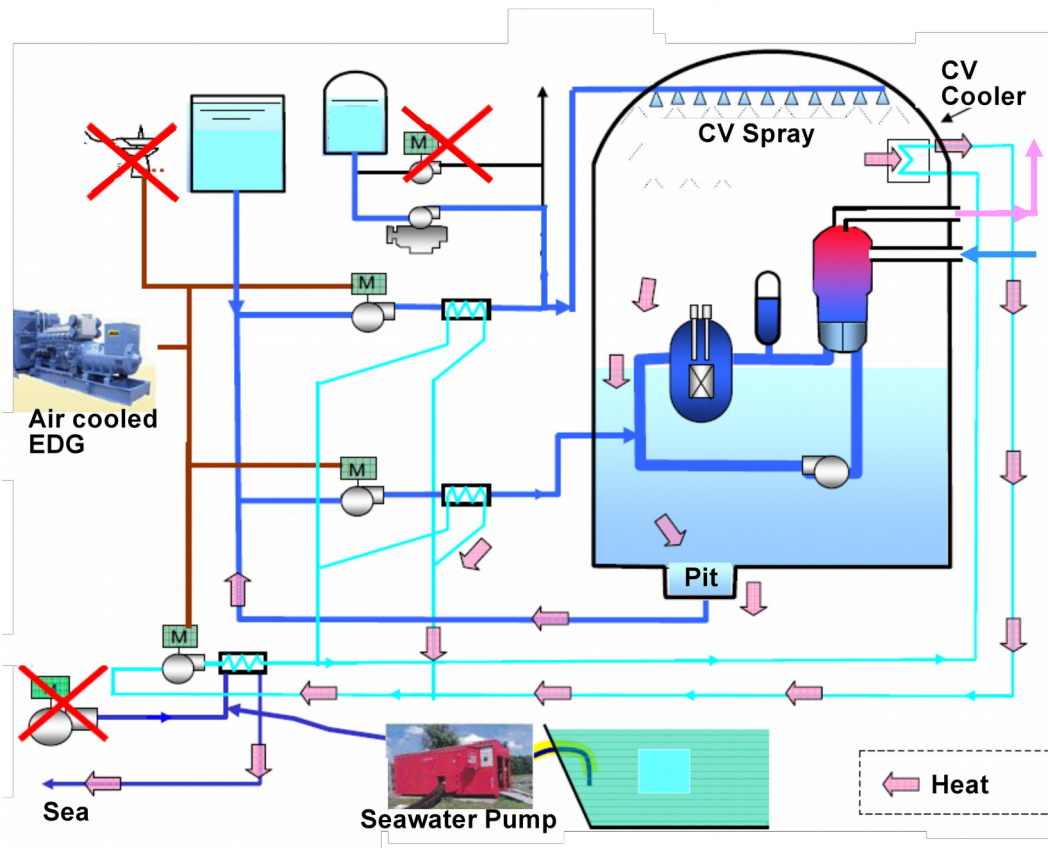 CV
Cooler
CV Spray
M
M
Air cooled
EDG
M
Pit
M
Heat
Sea
Seawater Pump